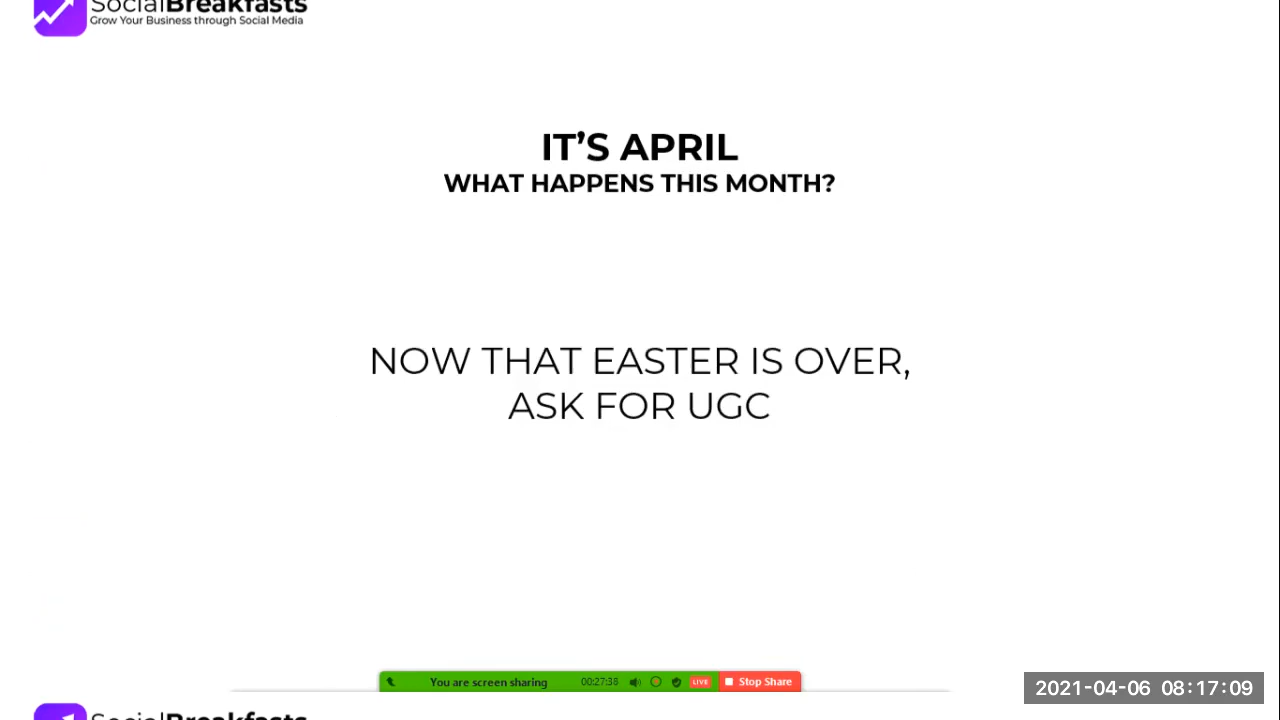 SocialBreakfasts
Grow Your Business through Social Media
IT’S APRIL
WHAT HAPPENS THIS MONTH?
NOW THAT EASTER IS OVER,
ASK FOR UGC
You are screen sharing 00:27:38 LIVE Stop Share
2021-04-06 08:17:09
SocialBreakfasts